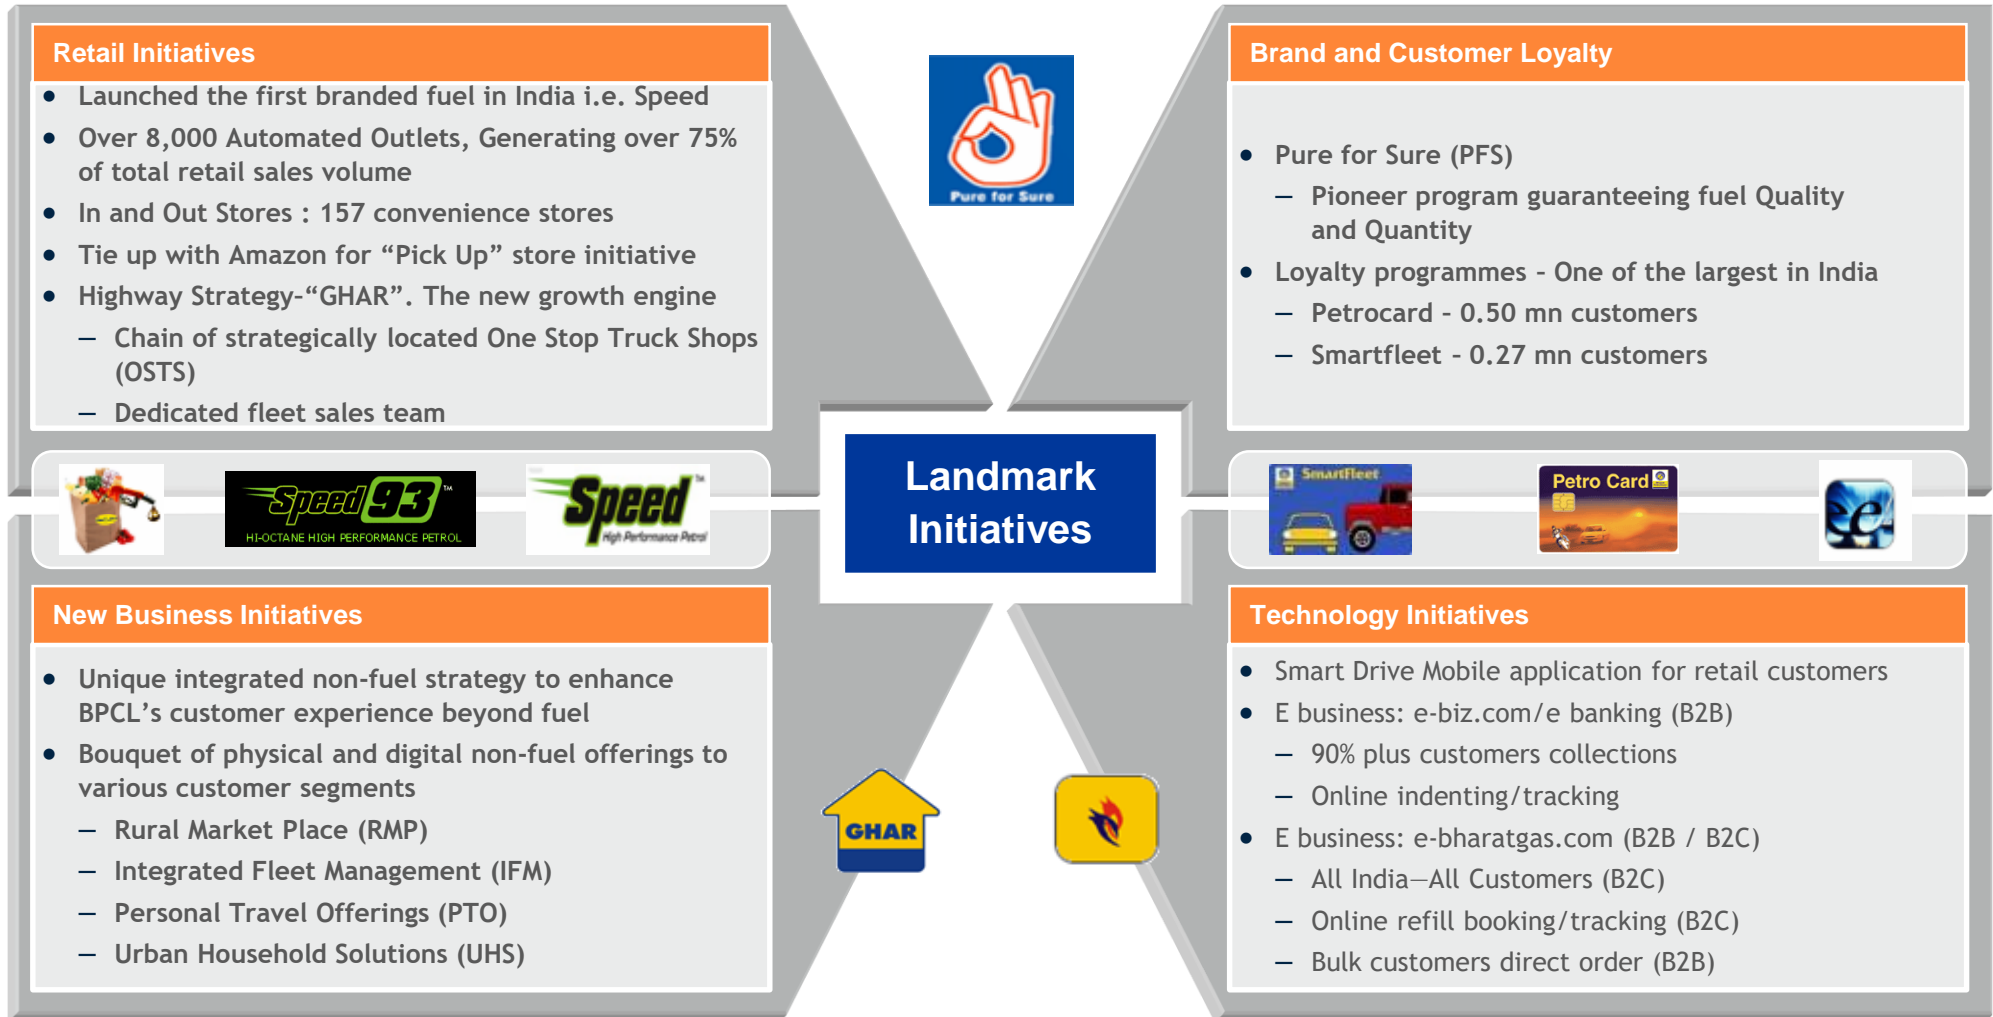 Retail Initiatives
• Launched the first branded fuel in India i.e. Speed
• Over 8,000 Automated Outlets, Generating over 75%
of total retail sales volume
• In and Out Stores : 157 convenience stores
• Tie up with Amazon for “Pick Up” store initiative
• Highway Strategy–“GHAR”. The new growth engine
— Chain of strategically located One Stop Truck Shops
(OSTS)
— Dedicated fleet sales team
Pure for Sure
Brand and Customer Loyalty
• Pure for Sure (PFS)
— Pioneer program guaranteeing fuel Quality
and Quantity
• Loyalty programmes – One of the largest in India
— Petrocard – 0.50 mn customers
— Smartfleet – 0.27 mn customers
Speed 93™
HI-OCTANE HIGH PERFORMANCE PETROL
Speed™
High Performance Petrol
Landmark
Initiatives
SmartFleet
Petro Card
e
New Business Initiatives
• Unique integrated non-fuel strategy to enhance
BPCL’s customer experience beyond fuel
• Bouquet of physical and digital non-fuel offerings to
various customer segments
— Rural Market Place (RMP)
— Integrated Fleet Management (IFM)
— Personal Travel Offerings (PTO)
— Urban Household Solutions (UHS)
GHAR
Technology Initiatives
• Smart Drive Mobile application for retail customers
• E business: e-biz.com/e banking (B2B)
— 90% plus customers collections
— Online indenting/tracking
• E business: e-bharatgas.com (B2B / B2C)
— All India—All Customers (B2C)
— Online refill booking/tracking (B2C)
— Bulk customers direct order (B2B)